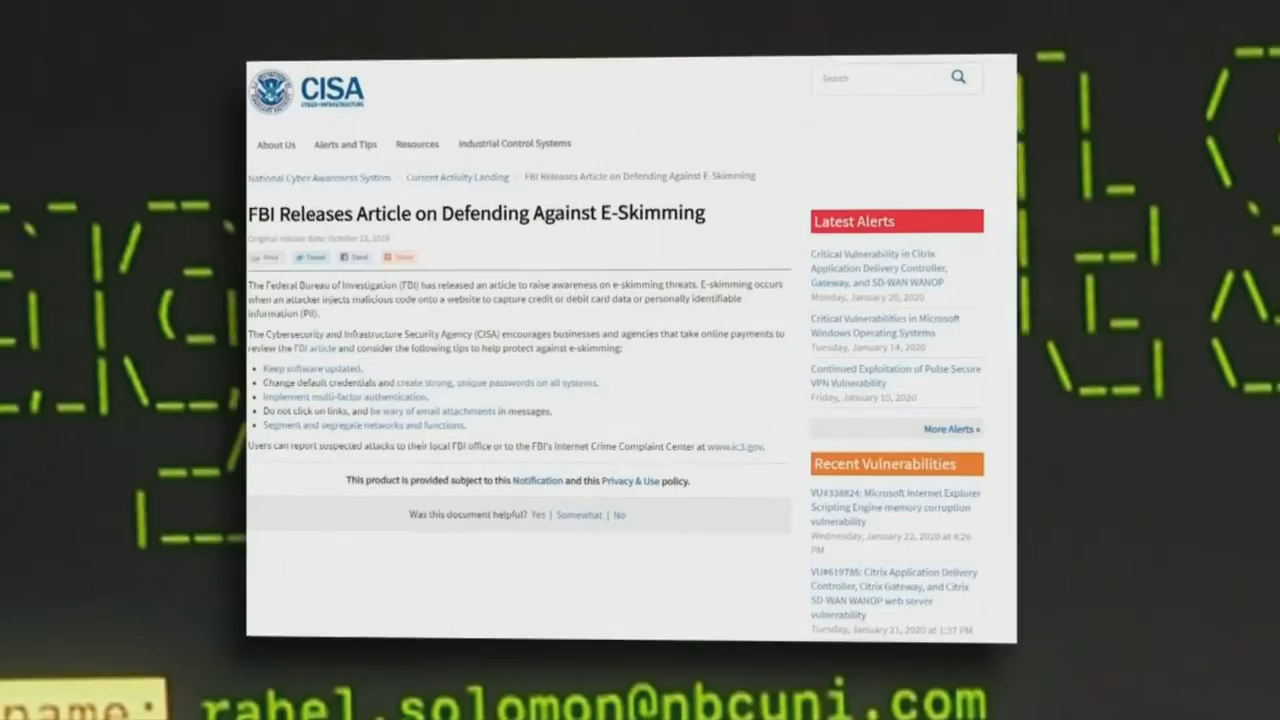 CISA
CYBER+INFRASTRUCTURE
Search
About Us Alerts and Tips Resources Industrial Control Systems
National Cyber Awareness System Current Activity Landing FBI Releases Article on Defending Against E-Skimming
FBI Releases Article on Defending Against E-Skimming
Original release date: October 23, 2019
Print Tweet Send Share
The Federal Bureau of Investigation (FBI) has released an article to raise awareness on e-skimming threats. E-skimming occurs
when an attacker injects malicious code onto a website to capture credit or debit card data or personally identifiable
information (PII).
The Cybersecurity and Infrastructure Security Agency (CISA) encourages businesses and agencies that take online payments to
review the FBI article and consider the following tips to help protect against e-skimming:
• Keep software updated.
• Change default credentials and create strong, unique passwords on all systems.
• Implement multi-factor authentication.
• Do not click on links, and be wary of email attachments in messages.
• Segment and segregate networks and functions.
Users can report suspected attacks to their local FBI office or to the FBI's Internet Crime Complaint Center at www.ic3.gov.
This product is provided subject to this Notification and this Privacy & Use policy.
Was this document helpful? Yes | Somewhat | No
Latest Alerts
Critical Vulnerability in Citrix
Application Delivery Controller,
Gateway, and SD-WAN WANOP
Monday, January 20, 2020
Critical Vulnerabilities in Microsoft
Windows Operating Systems
Tuesday, January 14, 2020
Continued Exploitation of Pulse Secure
VPN Vulnerability
Friday, January 10, 2020
More Alerts »
Recent Vulnerabilities
VU#338824: Microsoft Internet Explorer
Scripting Engine memory corruption
vulnerability
Wednesday, January 22, 2020 at 4:26
PM
VU#619785: Citrix Application Delivery
Controller, Citrix Gateway, and Citrix
SD-WAN WANOP web server
vulnerability
Tuesday, January 21, 2020 at 1:37 PM
name: rahel.solomon@nbcuni.com